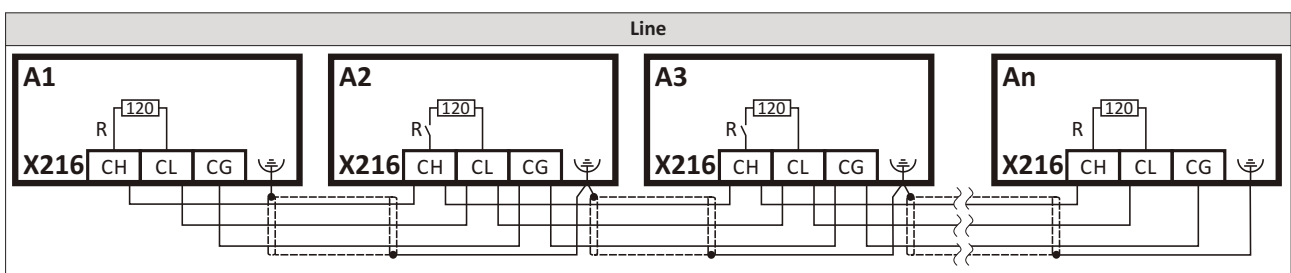 Line
A1 A2 A3 An
120 120 120 120
R R R R
X216 CH CL CG X216 CH CL CG X216 CH CL CG X216 CH CL CG